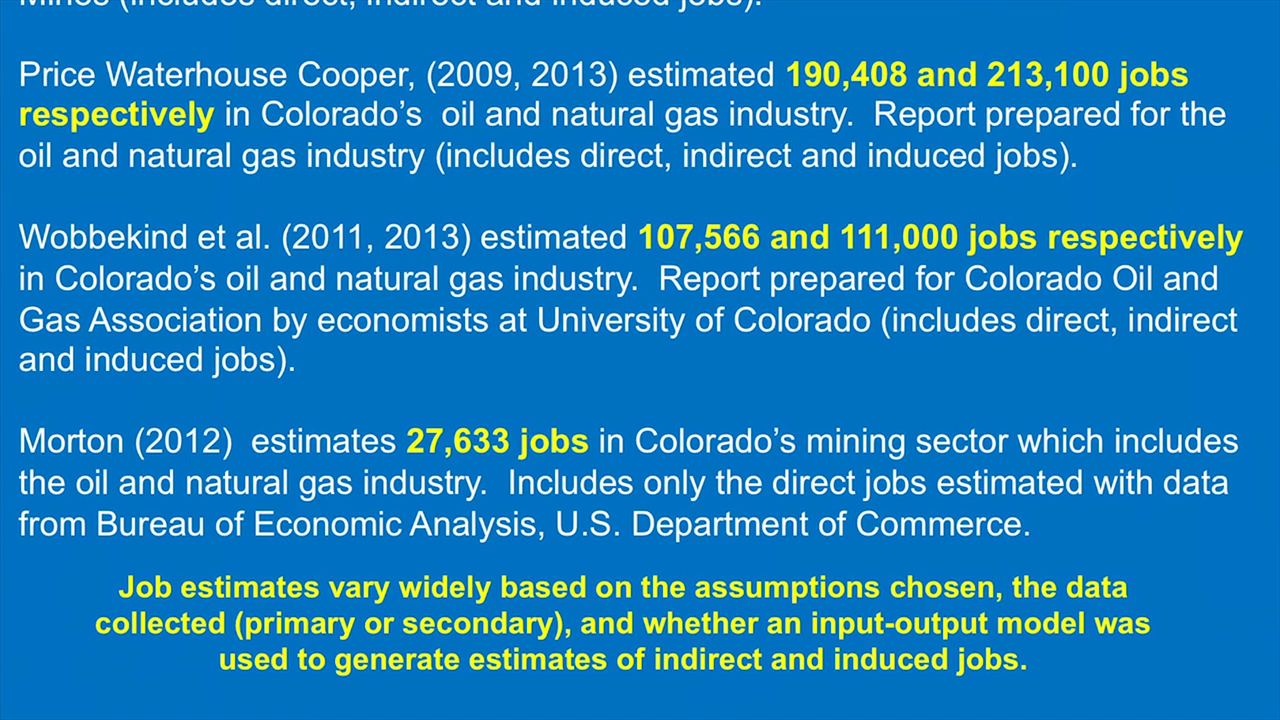 Mines (includes direct, indirect and induced jobs).
Price Waterhouse Cooper, (2009, 2013) estimated 190,408 and 213,100 jobs
respectively in Colorado’s  oil and natural gas industry.  Report prepared for the
oil and natural gas industry (includes direct, indirect and induced jobs).
Wobbekind et al. (2011, 2013) estimated 107,566 and 111,000 jobs respectively
in Colorado’s oil and natural gas industry.  Report prepared for Colorado Oil and
Gas Association by economists at University of Colorado (includes direct, indirect
and induced jobs).
Morton (2012)  estimates 27,633 jobs in Colorado’s mining sector which includes
the oil and natural gas industry.  Includes only the direct jobs estimated with data
from Bureau of Economic Analysis, U.S. Department of Commerce.
Job estimates vary widely based on the assumptions chosen, the data
collected (primary or secondary), and whether an input-output model was
used to generate estimates of indirect and induced jobs.